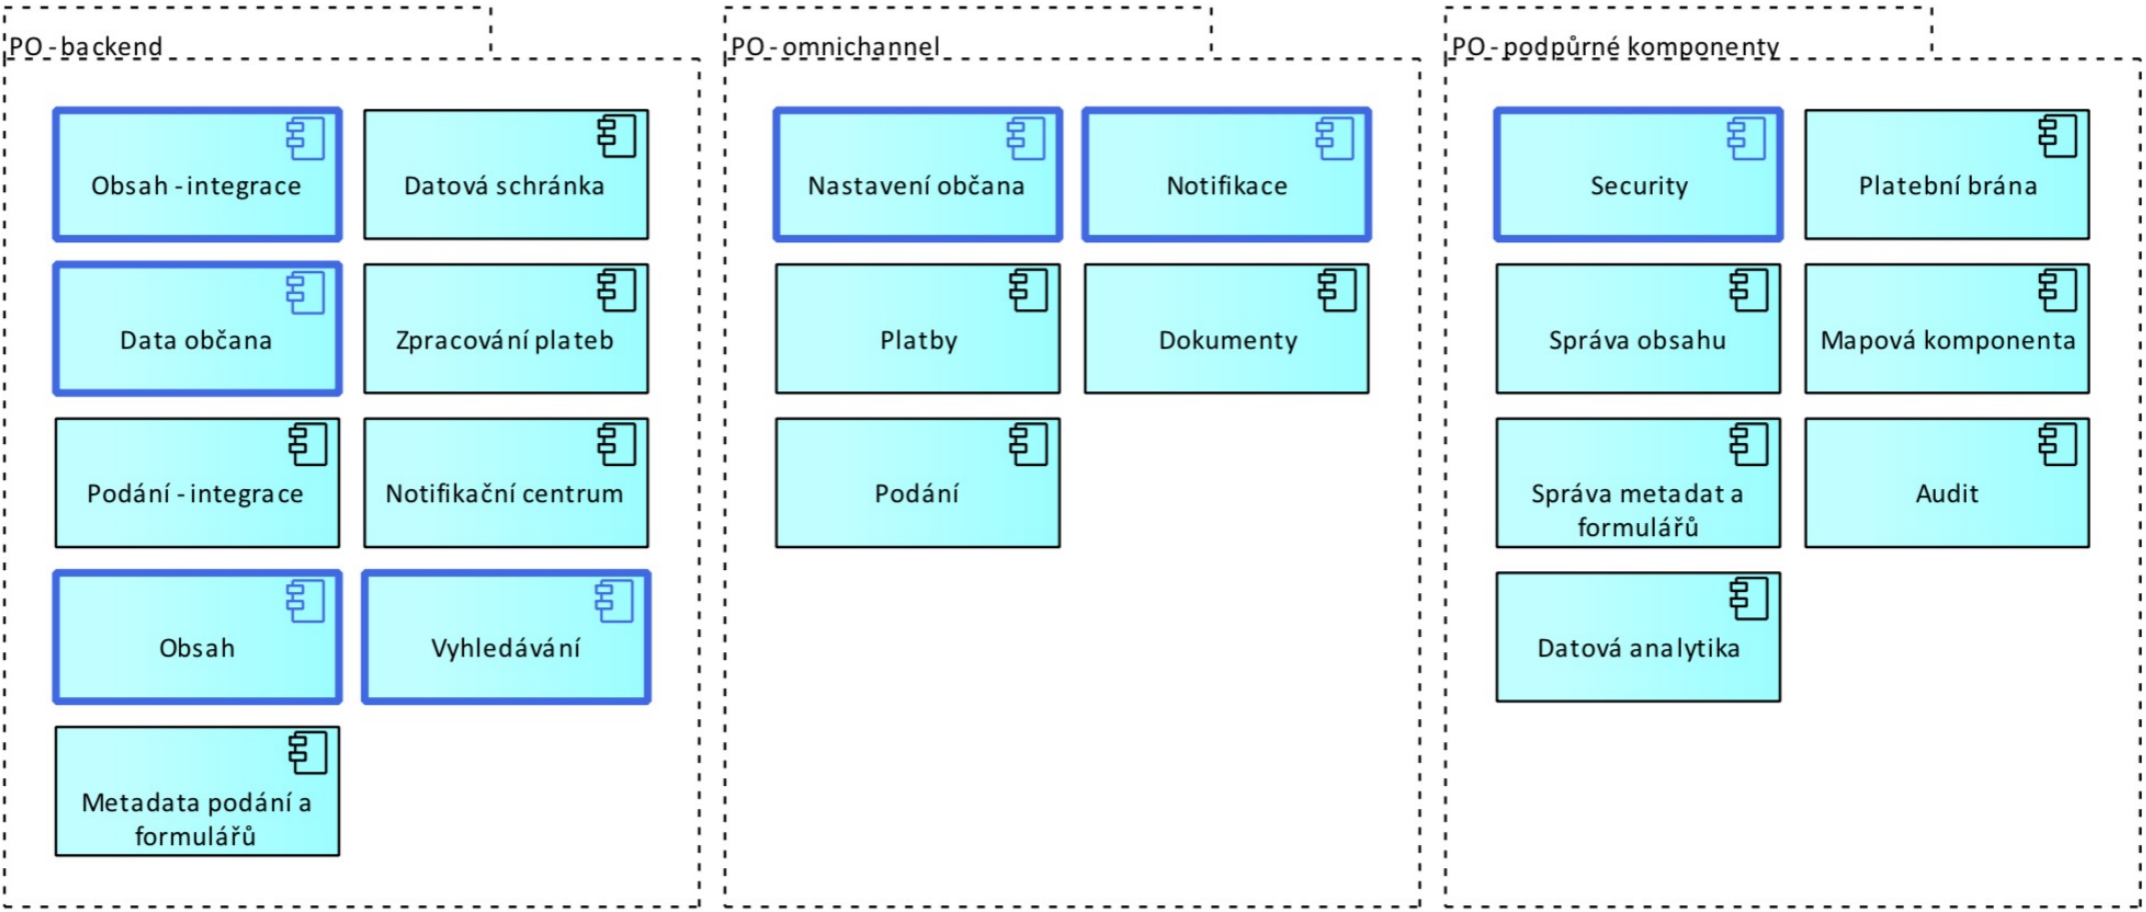 PO - backend
Obsah - integrace
Datová schránka
Data občana
Zpracování plateb
Podání - integrace
Notifikační centrum
Obsah
Vyhledávání
Metadata podání a
formulářů
PO - omnichannel
Nastavení občana
Notifikace
Platby
Dokumenty
Podání
PO - podpůrné komponenty
Security
Platební brána
Správa obsahu
Mapová komponenta
Správa metadat a
formulářů
Audit
Datová analytika